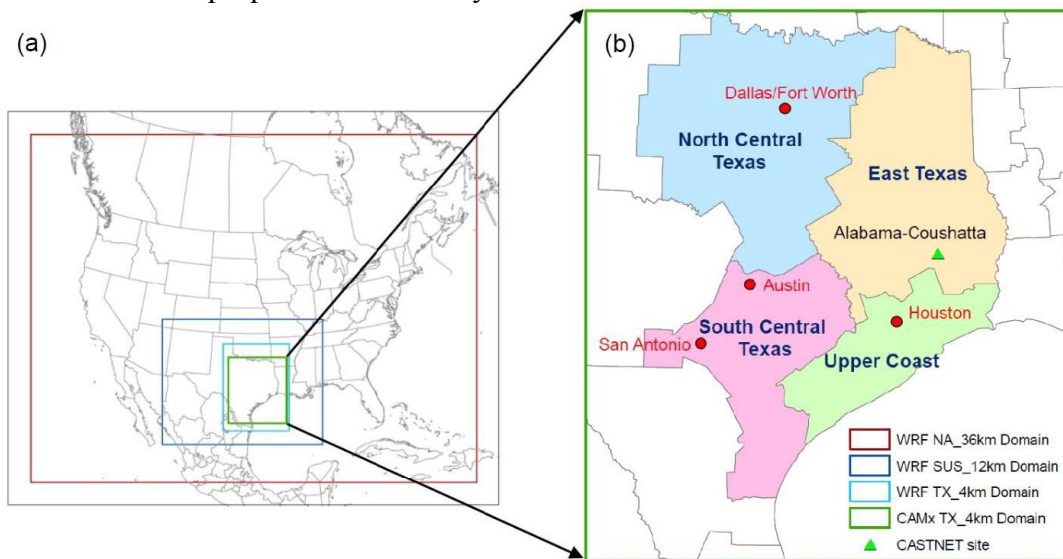 (a)
(b)
Dallas/Fort Worth
North Central
Texas
East Texas
Alabama-Coushatta
Austin
Houston
South Central
Texas
San Antonio
Upper Coast
WRF NA_36km Domain
WRF SUS_12km Domain
WRF TX_4km Domain
CAMx TX_4km Domain
CASTNET site